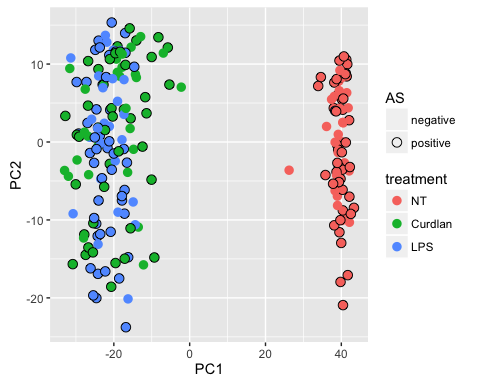 10
0
-10
-20
PC2
-20
0
20
40
PC1
AS
negative
positive
treatment
NT
Curdlan
LPS